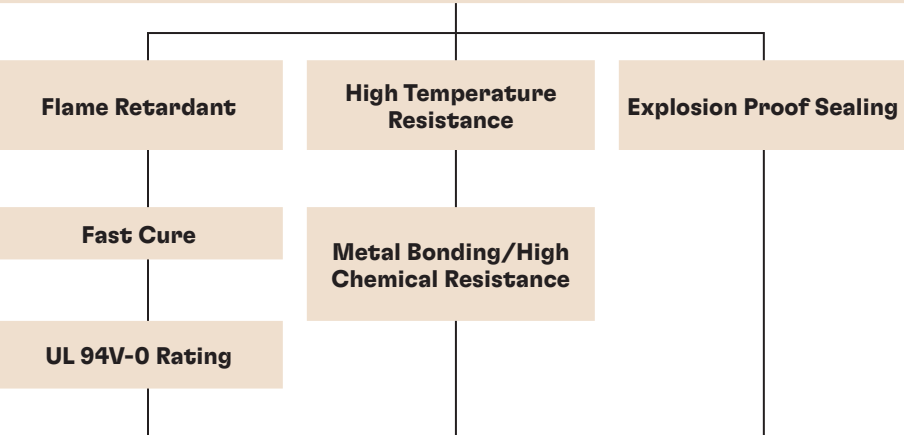 Flame Retardant
High Temperature
Resistance
Explosion Proof Sealing
Fast Cure
Metal Bonding/High
Chemical Resistance
UL 94V-0 Rating